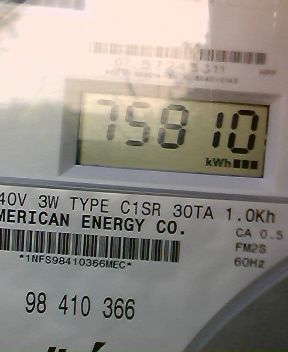 75810
kWh
40V 3W TYPE C1SR 30TA 1.0Kh
MERICAN ENERGY CO.
CA 0.5
*1NFS98410366MEC*
FM2S
60Hz
98 410 366